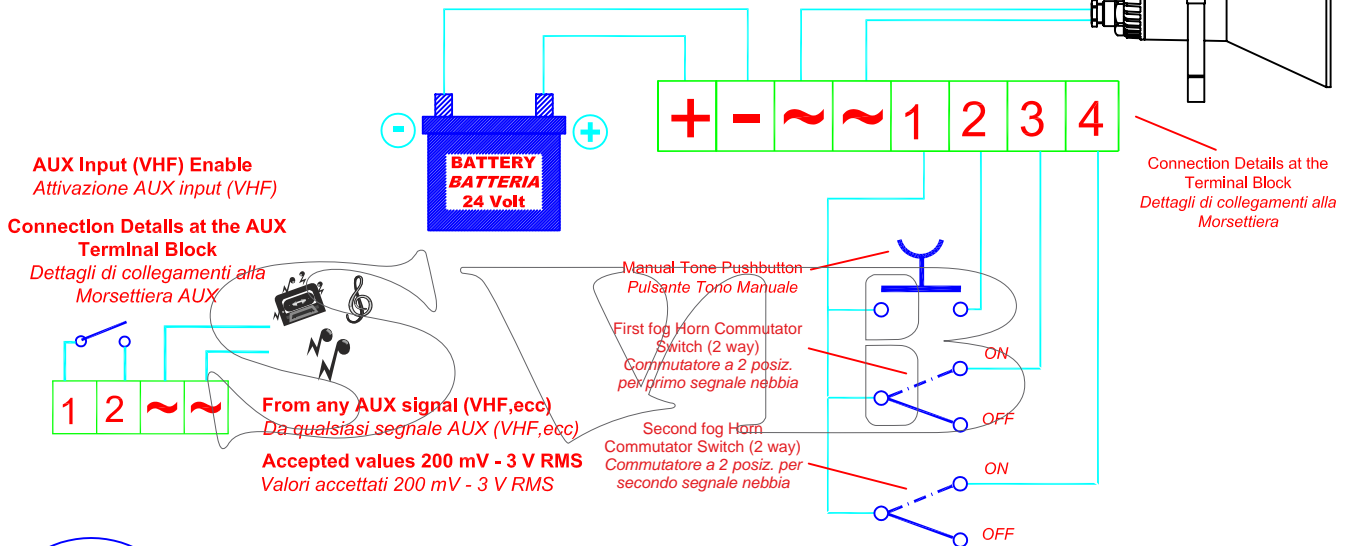 + - ~ ~ 1 2 3 4
-
+
BATTERY
BATTERIA
24 Volt
Connection Details at the
Terminal Block
Dettagli di collegamenti alla
Morsettiera
AUX Input (VHF) Enable
Attivazione AUX input (VHF)
Connection Details at the AUX
Terminal Block
Dettagli di collegamenti alla
Morsettiera AUX
1 2 ~ ~
From any AUX signal (VHF,ecc)
Da qualsiasi segnale AUX (VHF,ecc)
Accepted values 200 mV - 3 V RMS
Valori accettati 200 mV - 3 V RMS
Manual Tone Pushbutton
Pulsante Tono Manuale
First fog Horn Commutator
Switch (2 way)
Commutatore a 2 posiz.
per primo segnale nebbia
ON
OFF
Second fog Horn
Commutator Switch (2 way)
Commutatore a 2 posiz. per
secondo segnale nebbia
ON
OFF